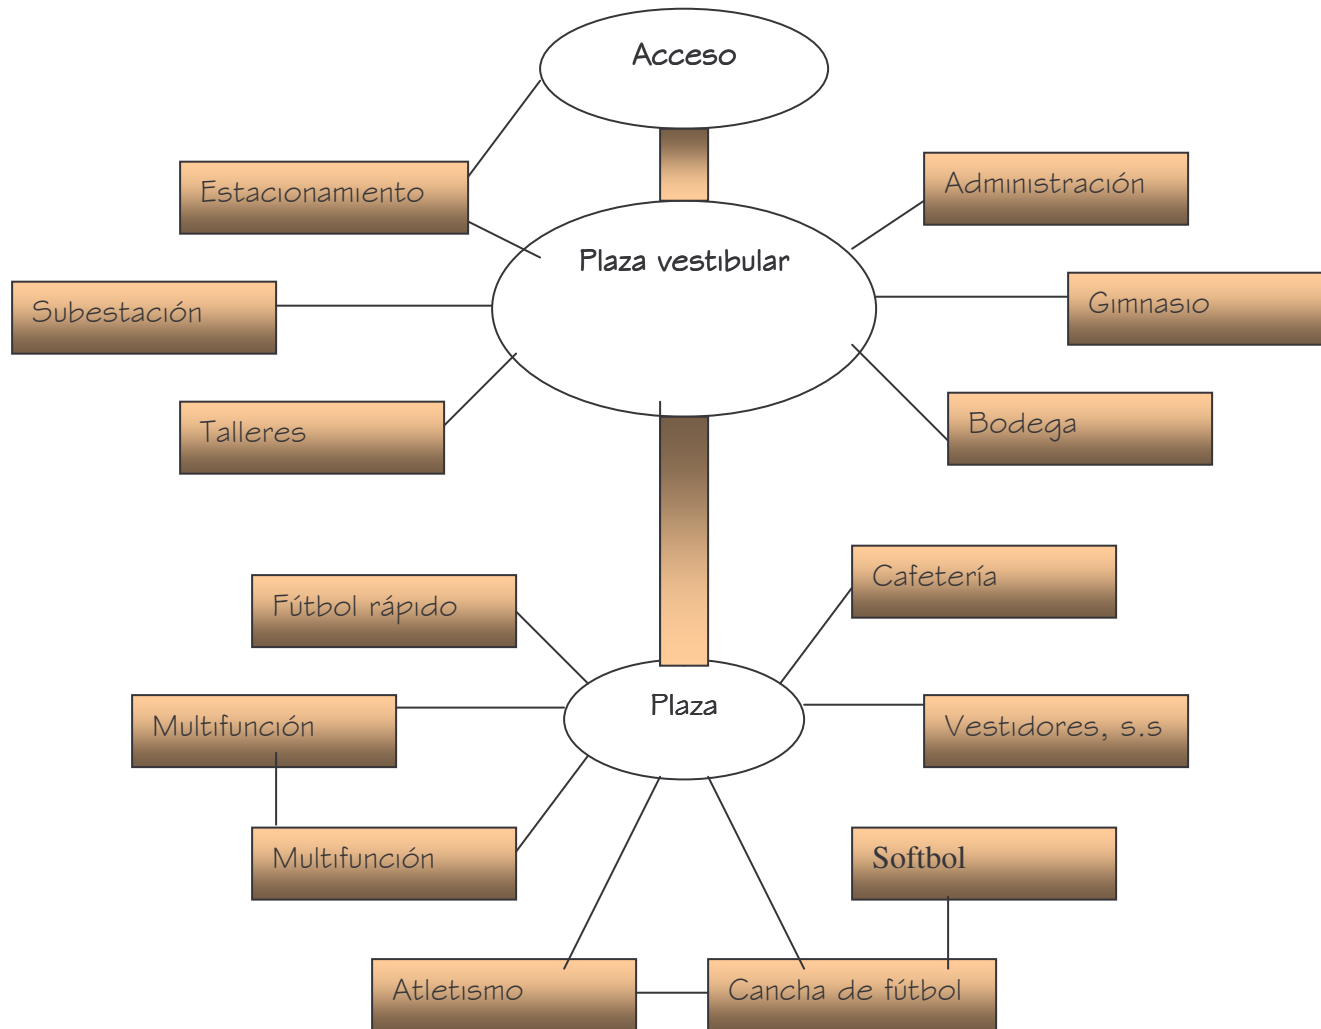 Acceso
Estacionamiento
Administración
Plaza vestibular
Subestación
Gimnasio
Talleres
Bodega
Fútbol rápido
Cafetería
Plaza
Multifunción
Vestidores, s.s
Multifunción
Softbol
Atletismo
Cancha de fútbol